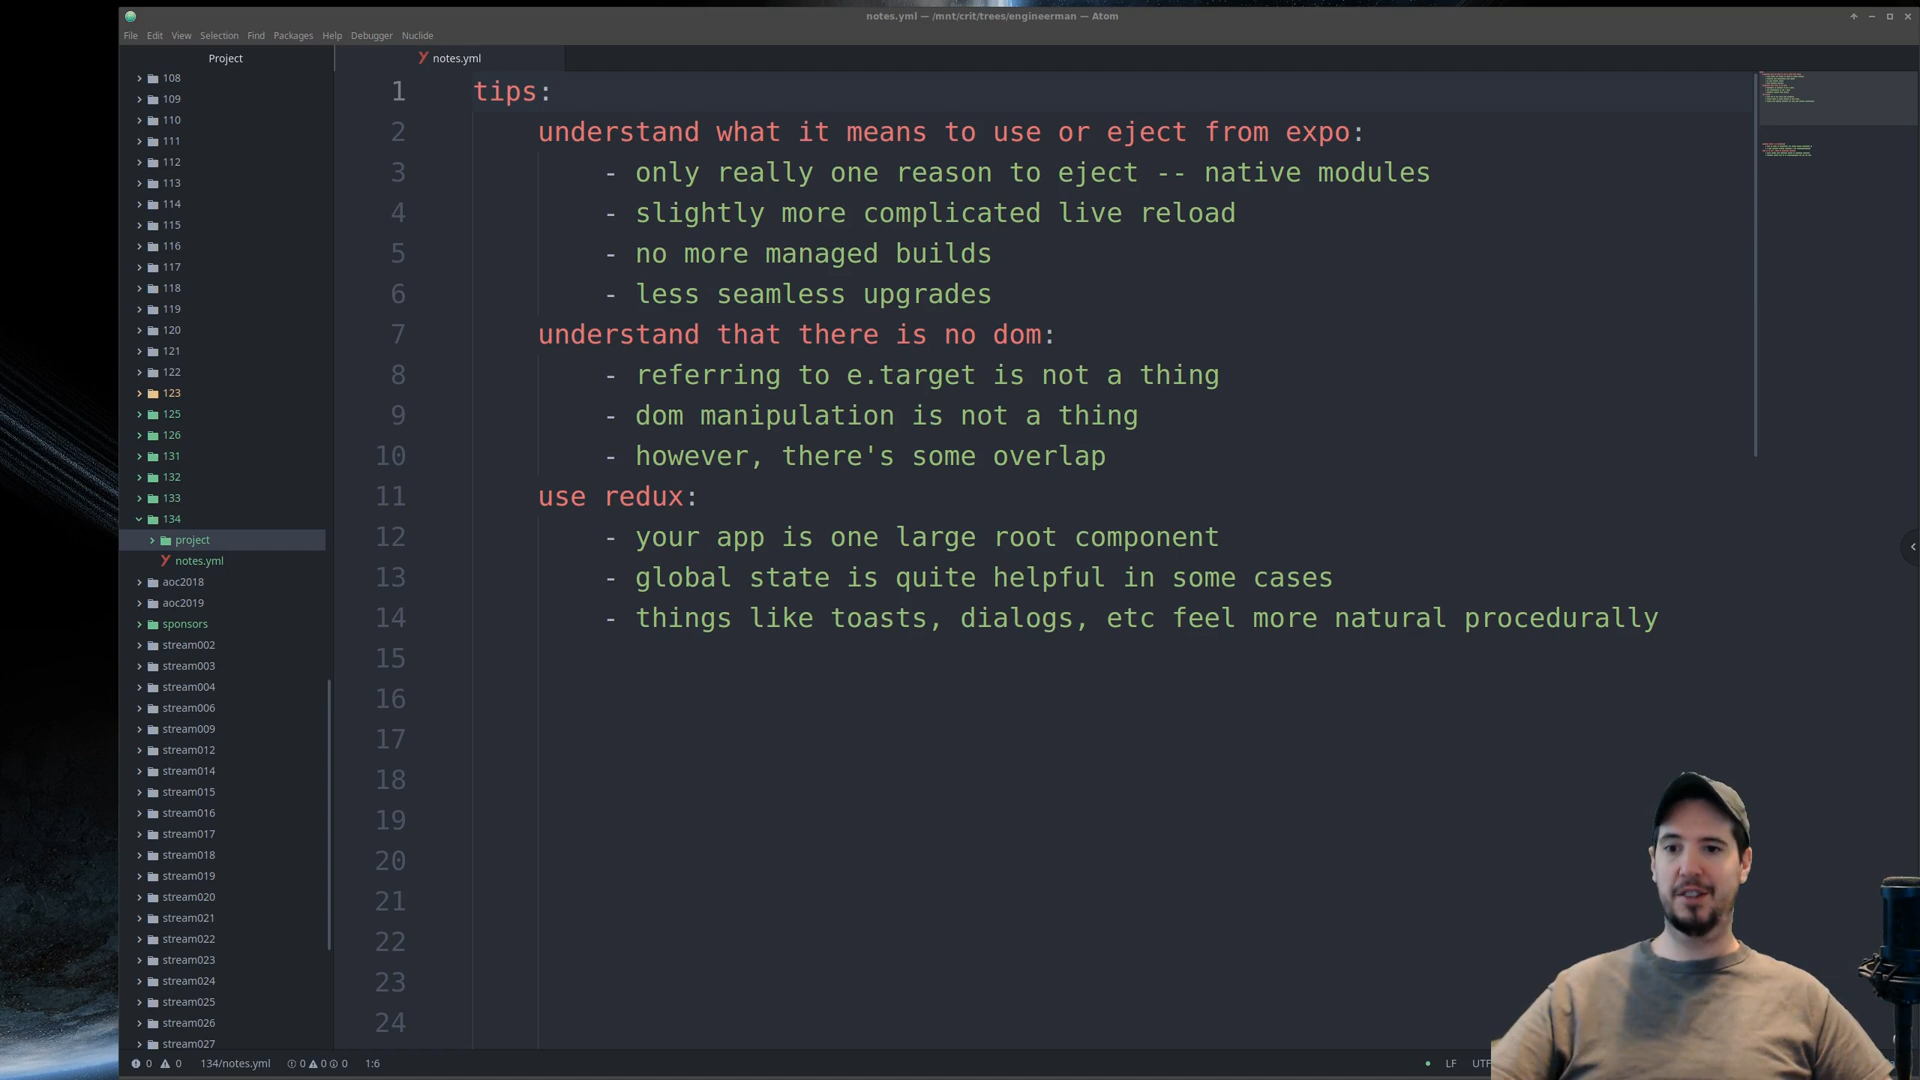 notes.yml — /mnt/crit/trees/engineerman — Atom
File Edit View Selection Find Packages Help Debugger Nuclide
Project
notes.yml
108
109
110
111
112
113
114
115
116
117
118
119
120
121
122
123
125
126
131
132
133
134
project
notes.yml
aoc2018
aoc2019
sponsors
stream002
stream003
stream004
stream006
stream009
stream012
stream014
stream015
stream016
stream017
stream018
stream019
stream020
stream021
stream022
stream023
stream024
stream025
stream026
stream027
1 tips:
2 understand what it means to use or eject from expo:
3 - only really one reason to eject -- native modules
4 - slightly more complicated live reload
5 - no more managed builds
6 - less seamless upgrades
7 understand that there is no dom:
8 - referring to e.target is not a thing
9 - dom manipulation is not a thing
10 - however, there's some overlap
11 use redux:
12 - your app is one large root component
13 - global state is quite helpful in some cases
14 - things like toasts, dialogs, etc feel more natural procedurally
15
16
17
18
19
20
21
22
23
24
0 0 134/notes.yml 0 0 0 1:6 LF UTF